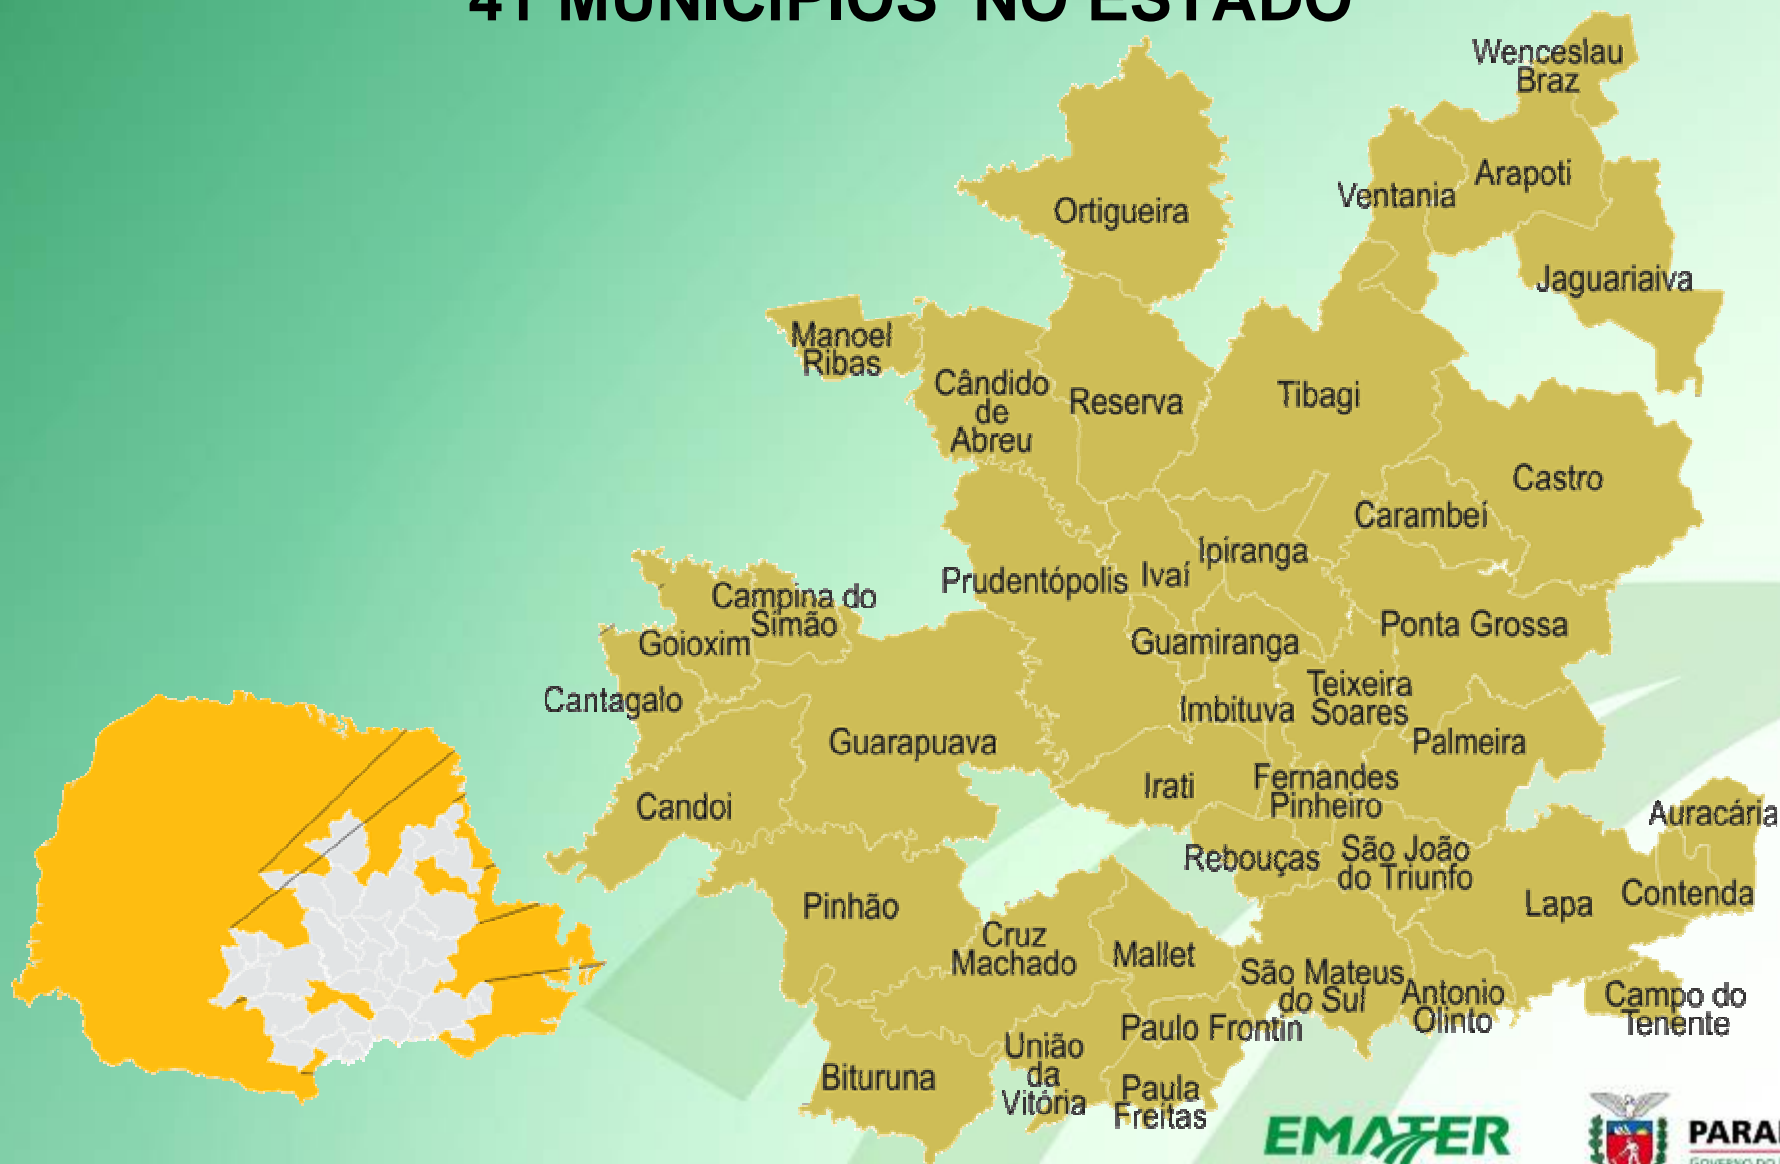 41 MUNICÍPIOS NO ESTADO
Wenceslau
Braz
Arapoti
Ventania
Ortigueira
Jaguariaiva
Manoel
Ribas
Cândido
de
Abreu
Reserva
Tibagi
Castro
Carambeí
Ipiranga
Ivaí
Prudentópolis
Campina do
Simão
Goioxim
Guamiranga
Ponta Grossa
Cantagalo
Teixeira
Soares
Imbituva
Guarapuava
Palmeira
Irati
Fernandes
Pinheiro
Candoi
Auracária
Rebouças
São João
do Triunfo
Pinhão
Lapa
Contenda
Cruz
Machado
Mallet
São Mateus
do Sul
Antonio
Olinto
Campo do
Tenente
Paulo Frontin
União
da
Vitória
Bituruna
Paula
Freitas
EMATER